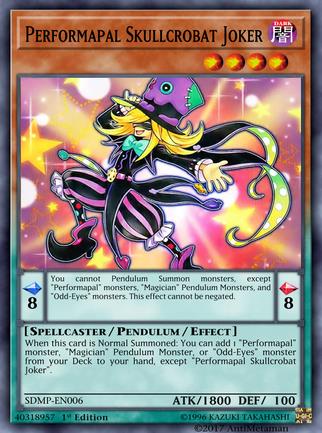 PERFORMAPAL SKULLCROBAT JOKER
DARK
闇
You cannot Pendulum Summon monsters, except
"Performapal" monsters, "Magician" Pendulum Monsters, and
"Odd-Eyes" monsters. This effect cannot be negated.
8
8
[SPELLCASTER / PENDULUM / EFFECT]
When this card is Normal Summoned: You can add 1 "Performapal"
monster, "Magician" Pendulum Monster, or "Odd-Eyes" monster
from your Deck to your hand, except "Performapal Skullcrobat
Joker".
SDMP-EN006
ATK/1800 DEF/ 100
40318957
1st Edition
©1996 KAZUKI TAKAHASHI
©2017 AntiMetaman